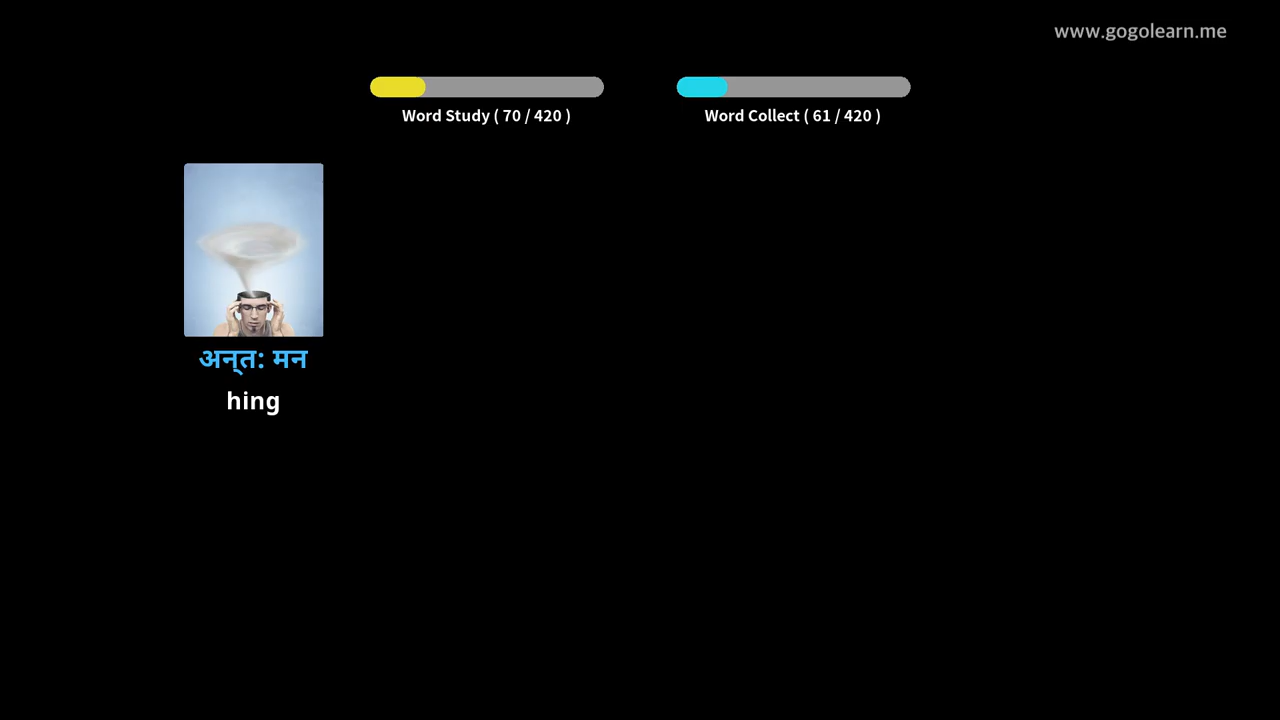 www.gogolearn.me
Word Study ( 70 / 420 )
Word Collect ( 61 / 420 )
अन्‌त: मन
hing